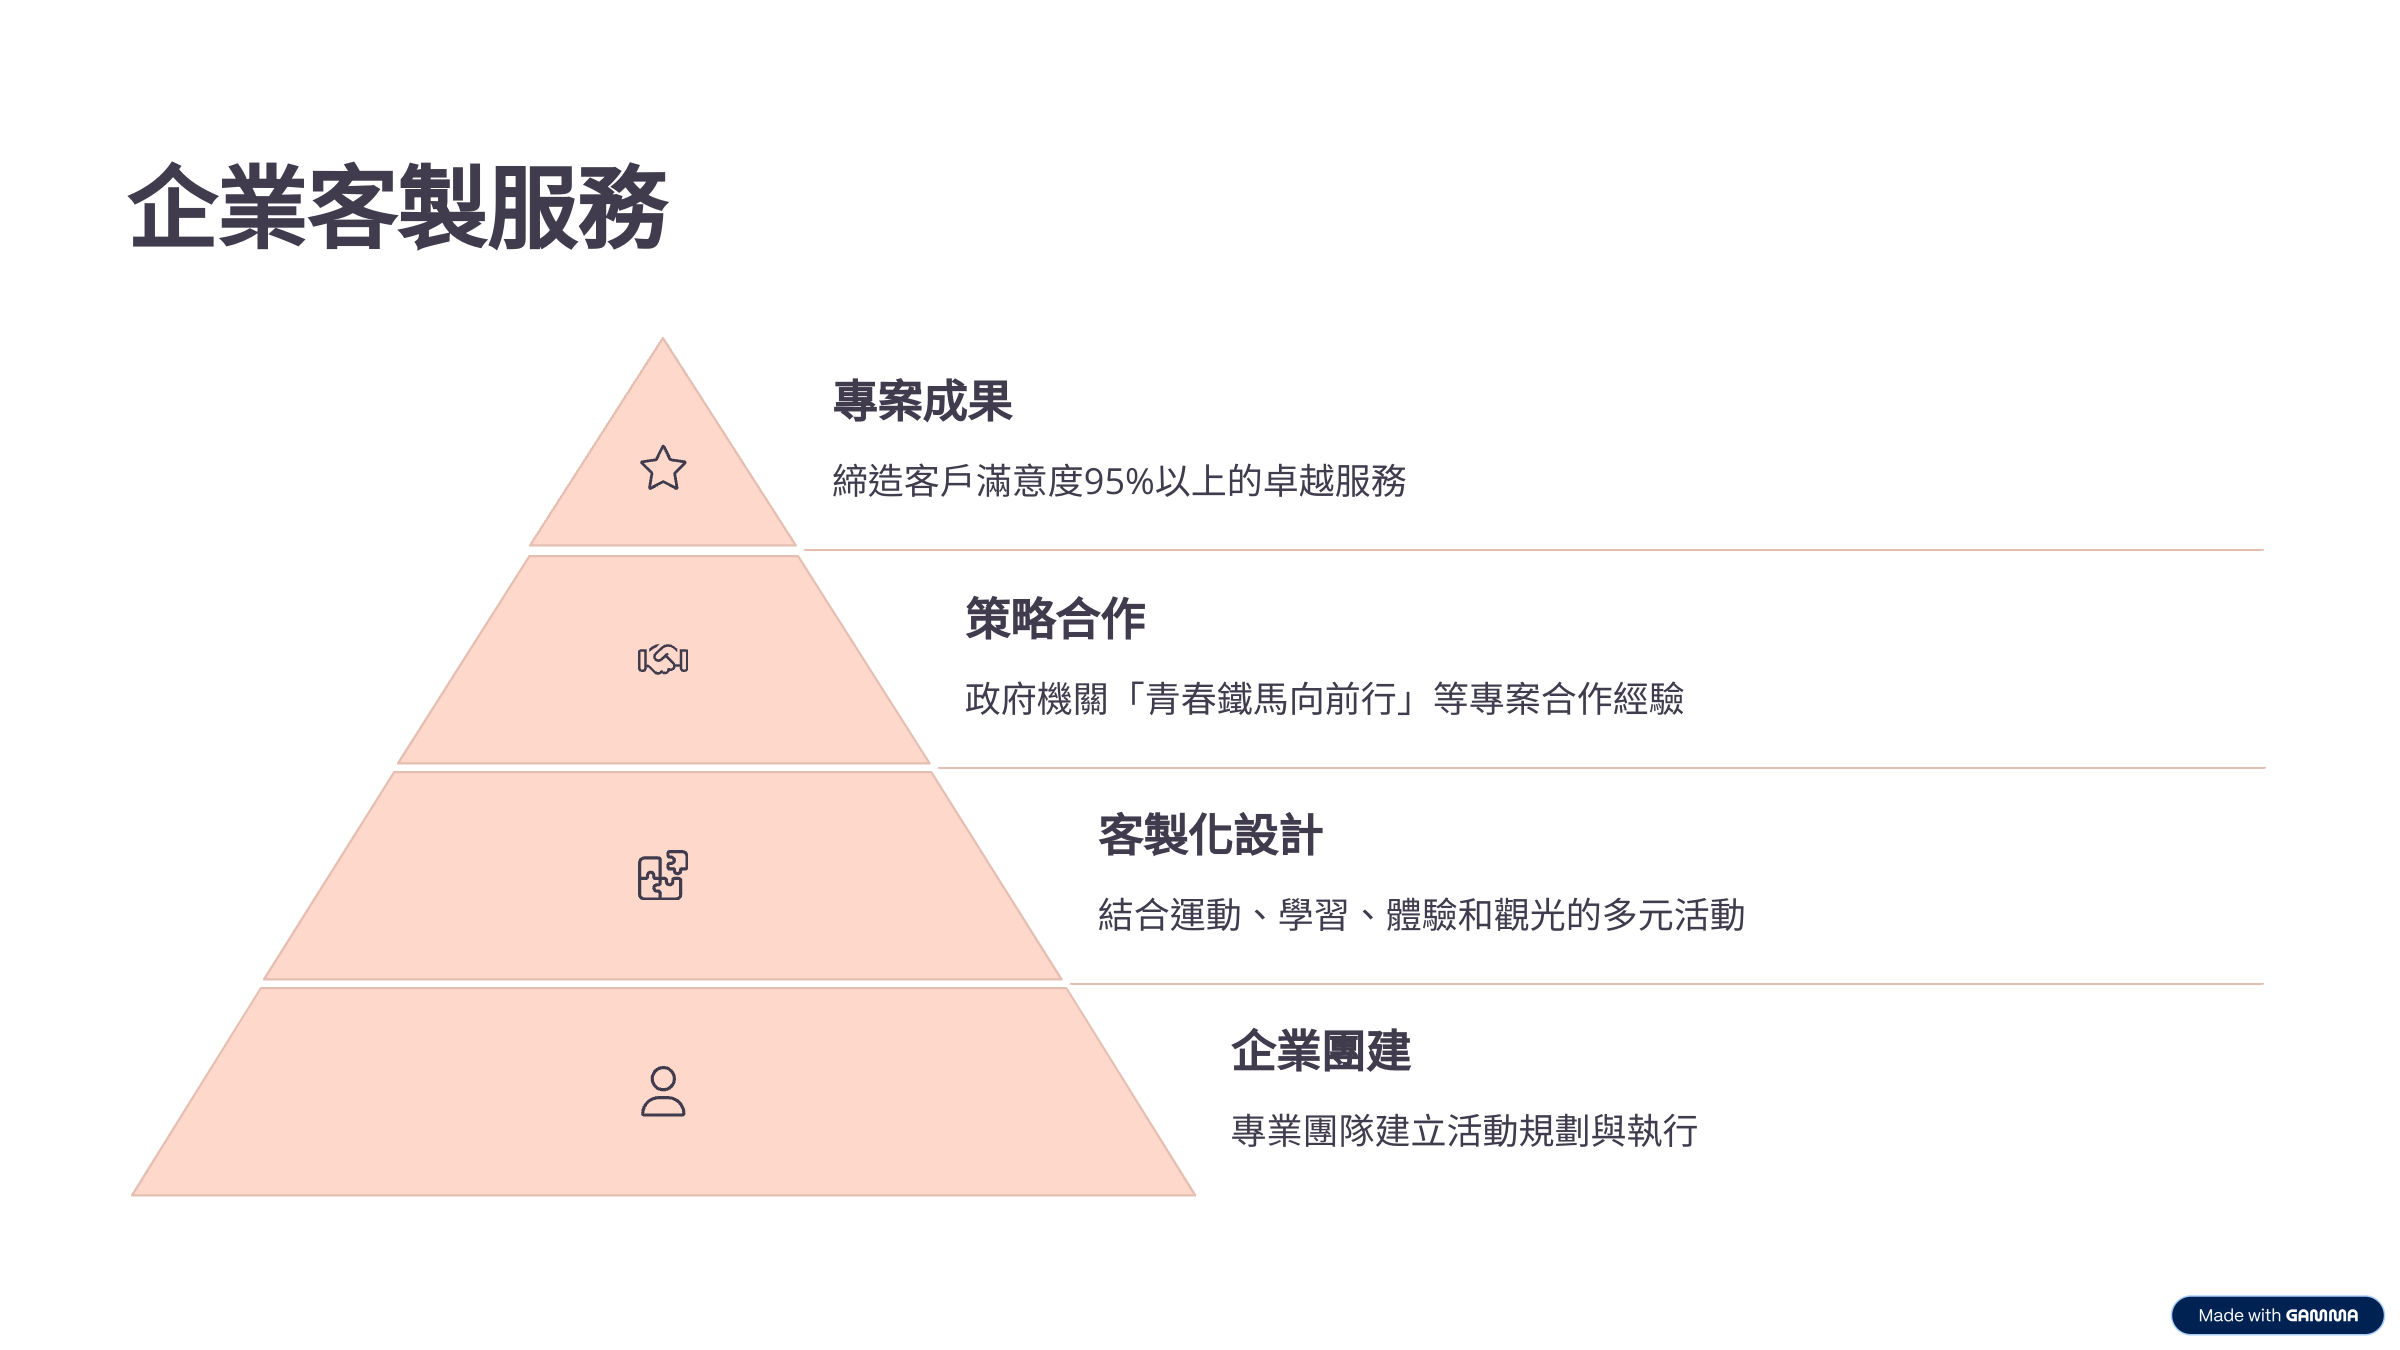 企業客製服務
專案成果
締造客戶滿意度95%以上的卓越服務
策略合作
政府機關「青春鐵馬向前行」等專案合作經驗
客製化設計
結合運動、學習、體驗和觀光的多元活動
企業團建
專業團隊建立活動規劃與執行
Made with GAMMA